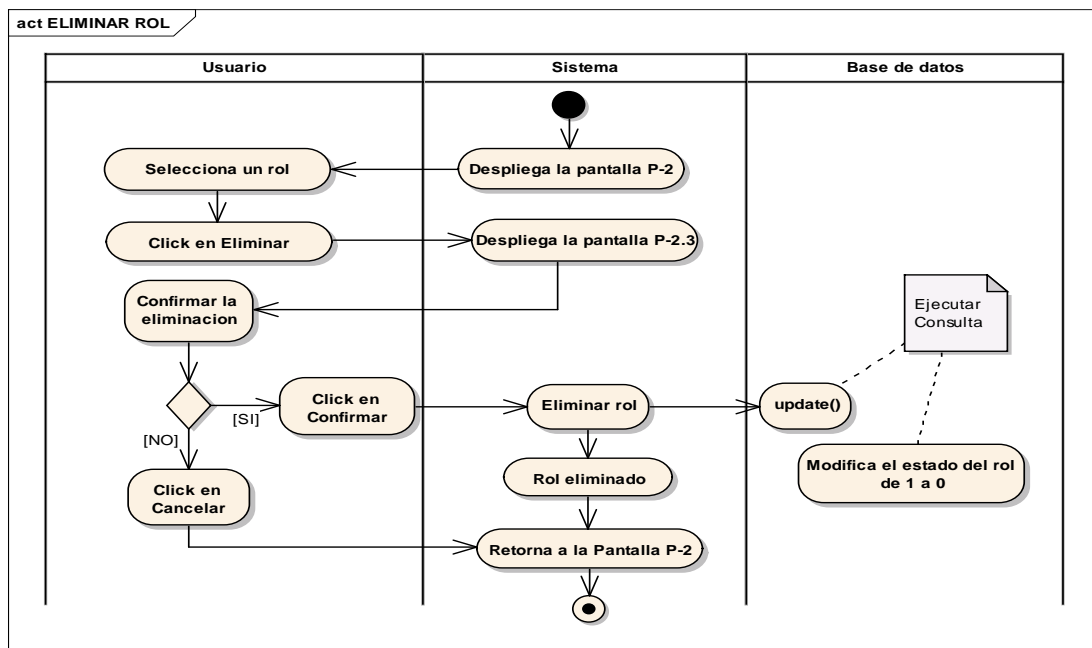 act ELIMINAR ROL
Usuario
Sistema
Base de datos
Selecciona un rol
Despliega la pantalla P-2
Click en Eliminar
Despliega la pantalla P-2.3
Confirmar la
eliminacion
Ejecutar
Consulta
[SI]
Click en
Confirmar
Eliminar rol
update()
[NO]
Click en
Cancelar
Rol eliminado
Modifica el estado del rol
de 1 a 0
Retorna a la Pantalla P-2